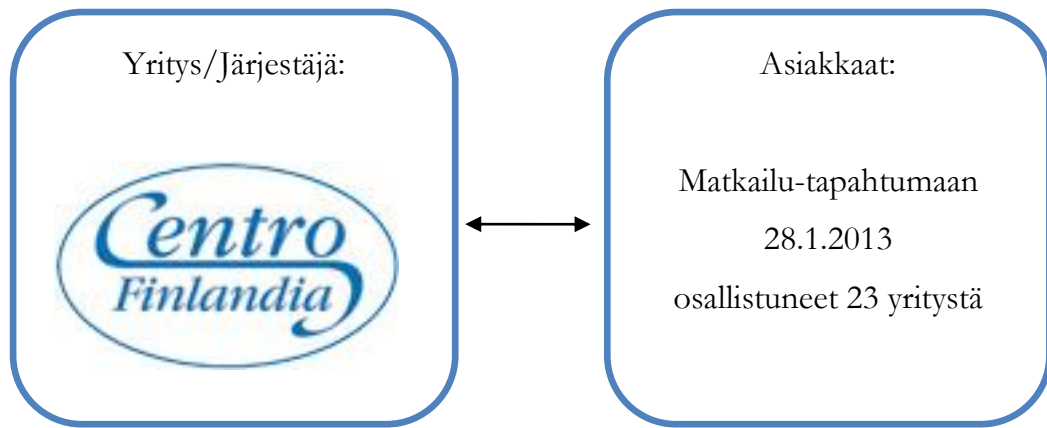 Yritys/Järjestäjä:
Centro
Finlandia
Asiakkaat:
Matkailu-tapahtumaan
28.1.2013
osallistuneet 23 yritystä